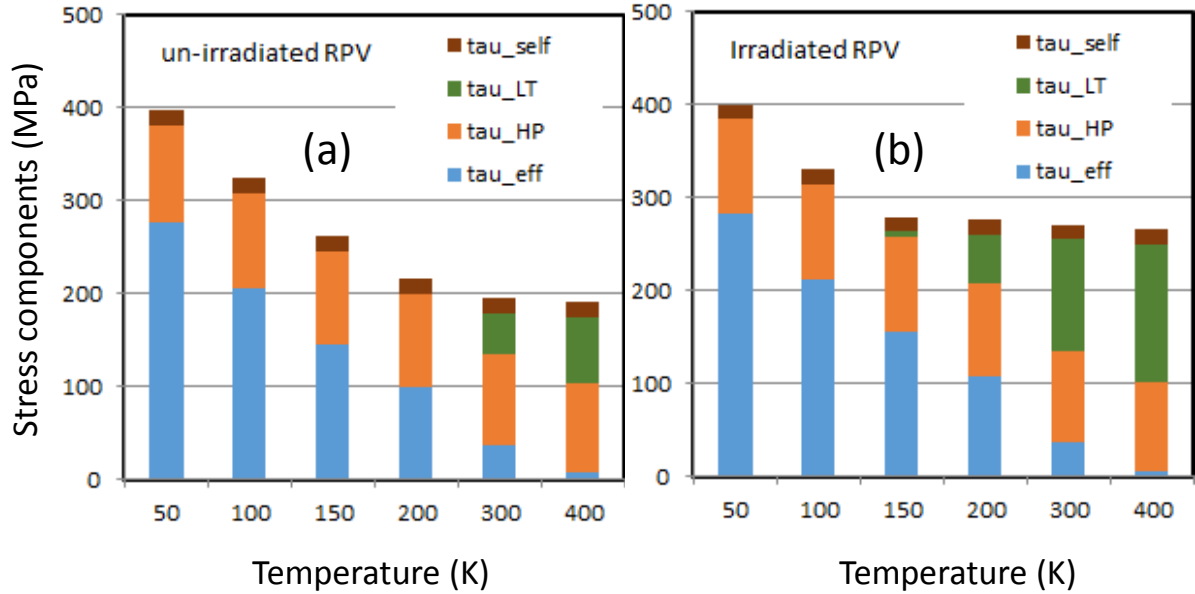 Stress components (MPa)
500
400
300
200
100
0
un-irradiated RPV
(a)
tau_self
tau_LT
tau_HP
tau_eff
50 100 150 200 300 400
Temperature (K)
500
400
300
200
100
0
Irradiated RPV
(b)
tau_self
tau_LT
tau_HP
tau_eff
50 100 150 200 300 400
Temperature (K)